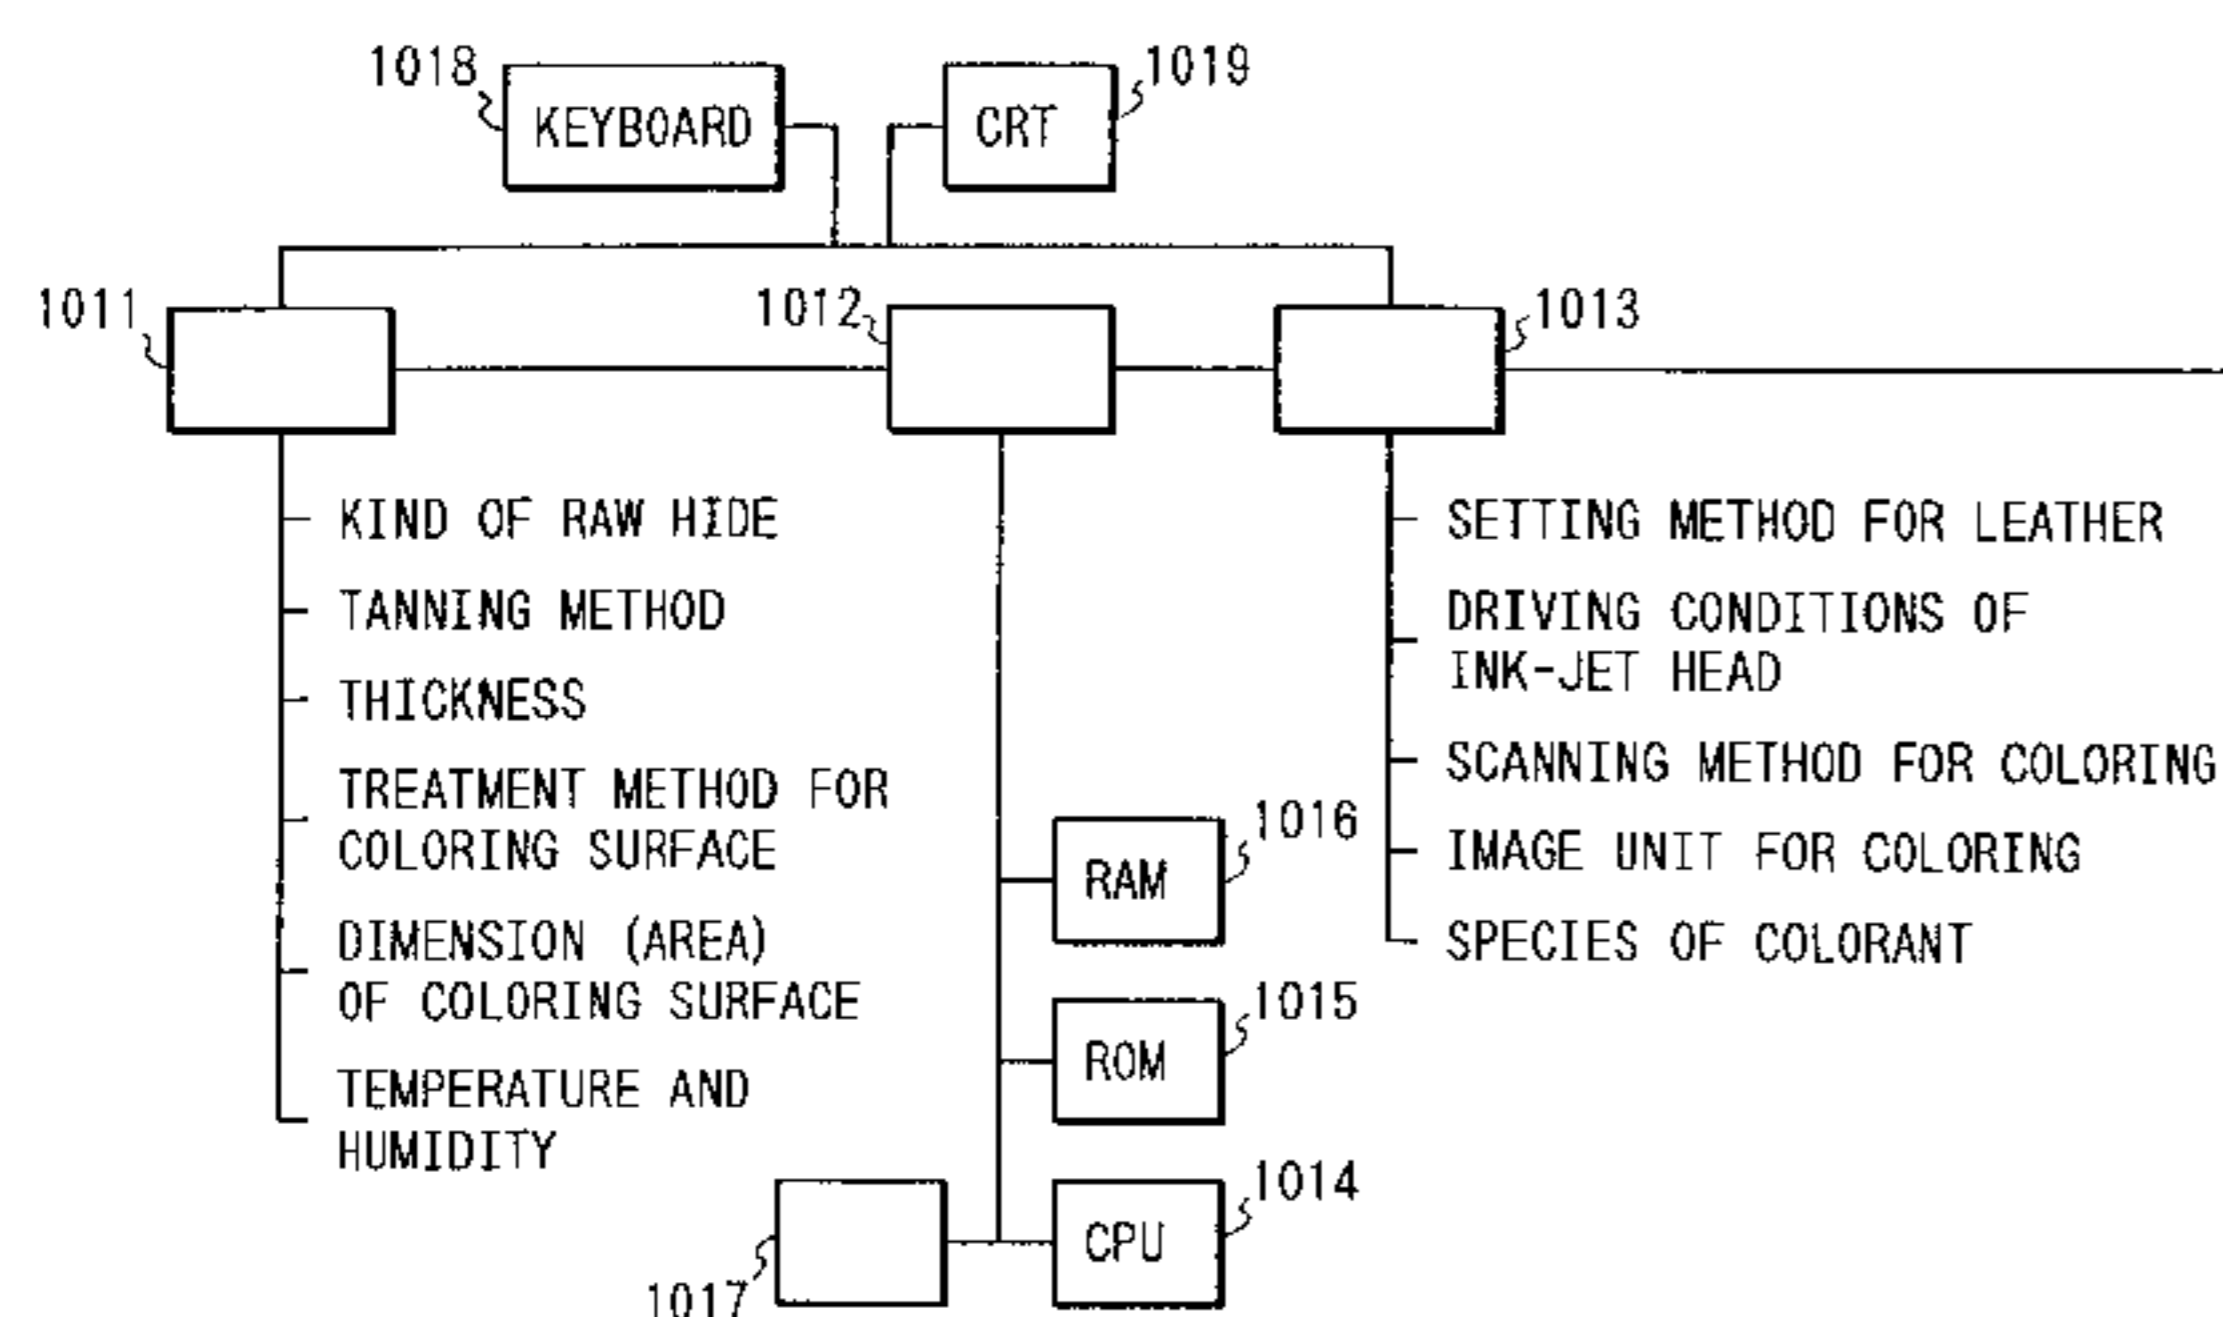 1018
KEYBOARD
CRT
1019
1011
1012
1013
KIND OF RAW HIDE
TANNING METHOD
THICKNESS
TREATMENT METHOD FOR
COLORING SURFACE
DIMENSION (AREA)
OF COLORING SURFACE
TEMPERATURE AND
HUMIDITY
RAM
1016
ROM
1015
CPU
1014
1017
SETTING METHOD FOR LEATHER
DRIVING CONDITIONS OF
INK-JET HEAD
SCANNING METHOD FOR COLORING
IMAGE UNIT FOR COLORING
SPECIES OF COLORANT